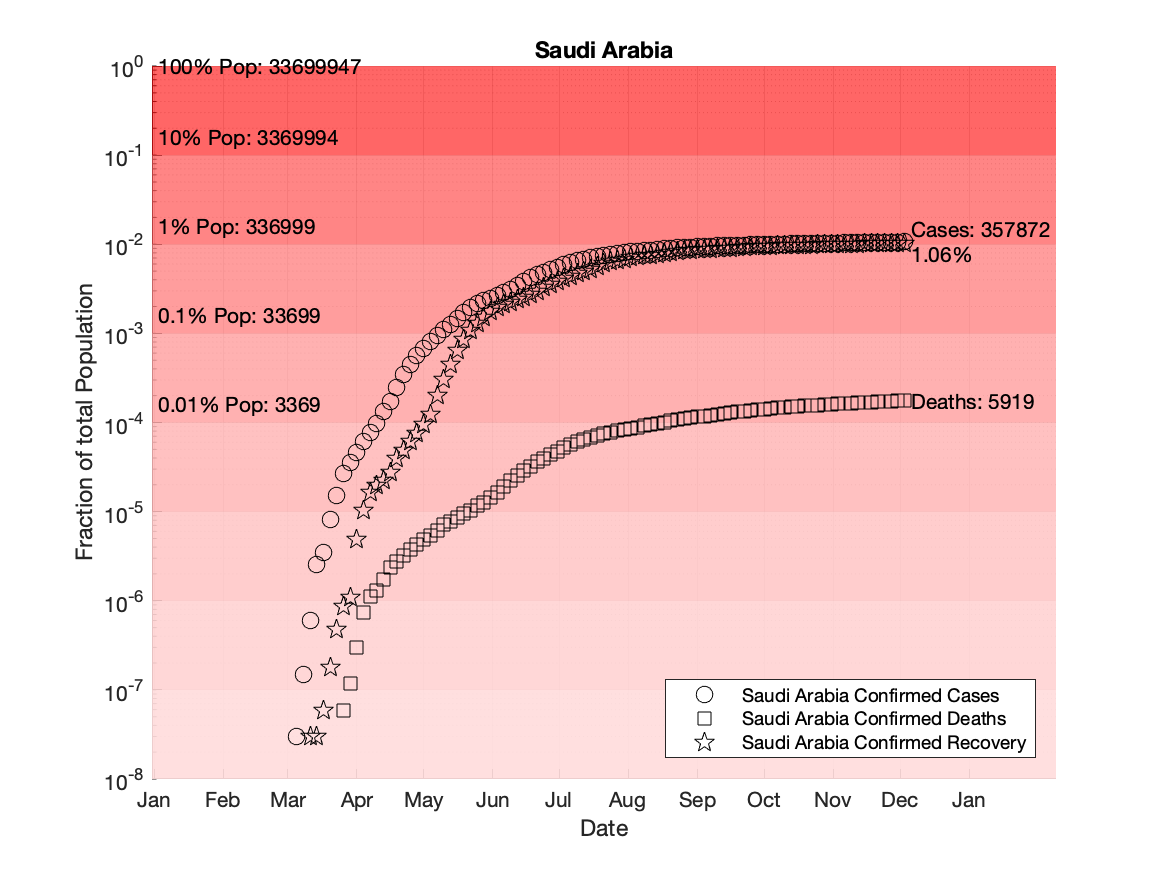 Saudi Arabia
10^0
100% Pop: 33699947
10% Pop: 3369994
10^-1
1% Pop: 336999
10^-2
Cases: 357872
1.06%
0.1% Pop: 33699
10^-3
0.01% Pop: 3369
10^-4
Deaths: 5919
10^-5
10^-6
10^-7
10^-8
Fraction of total Population
Saudi Arabia Confirmed Cases
Saudi Arabia Confirmed Deaths
Saudi Arabia Confirmed Recovery
Jan Feb Mar Apr May Jun Jul Aug Sep Oct Nov Dec Jan
Date